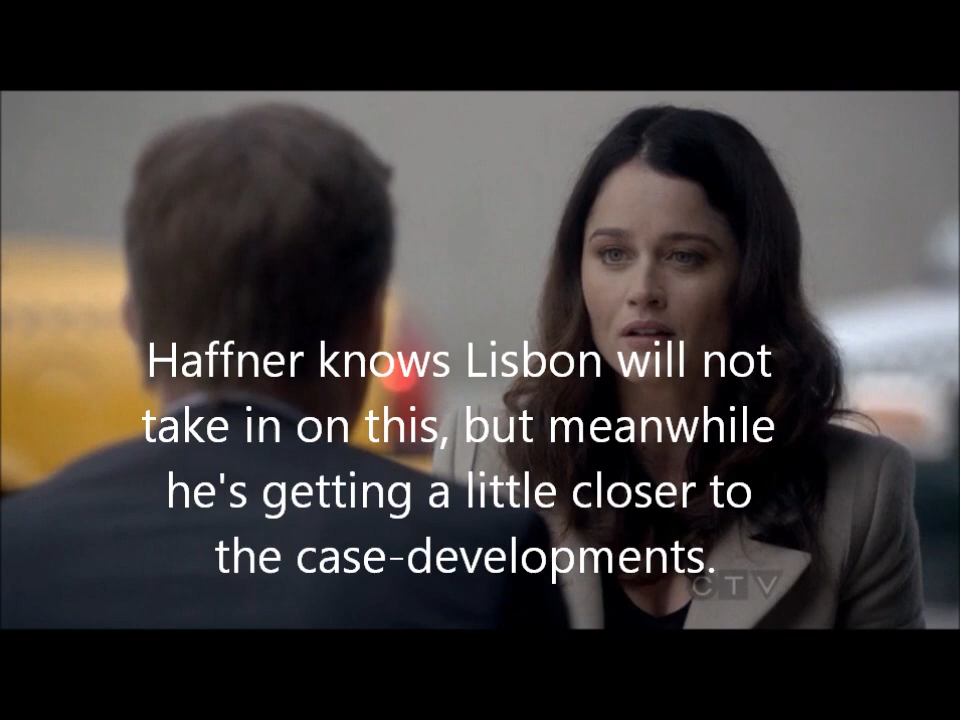 Haffner knows Lisbon will not
take in on this, but meanwhile
he's getting a little closer to
the case-developments.
CTV